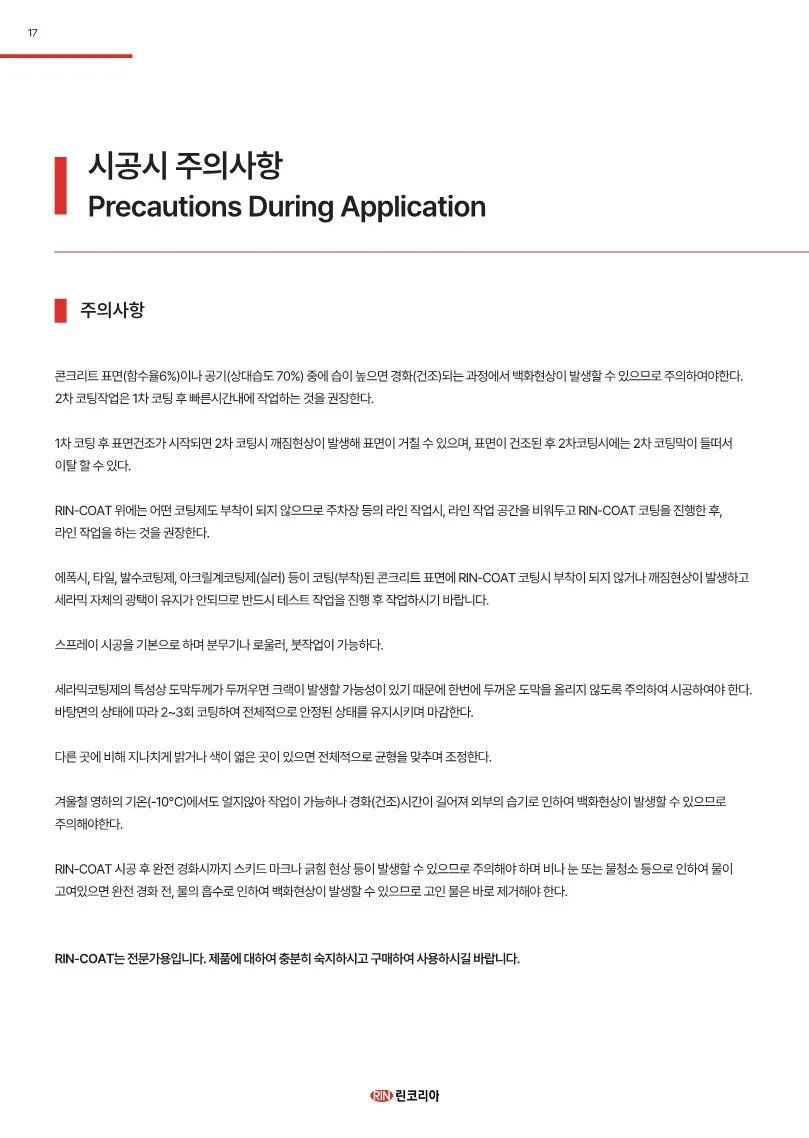 17
시공시 주의사항
Precautions During Application
주의사항
콘크리트 표면(함수율6%)이나 공기(상대습도 70%) 중에 습이 높으면 경화(건조)되는 과정에서 백화현상이 발생할 수 있으므로 주의하여야한다.
2차 코팅작업은 1차 코팅 후 빠른시간내에 작업하는 것을 권장한다.
1차 코팅 후 표면건조가 시작되면 2차 코팅시 깨짐현상이 발생해 표면이 거칠 수 있으며, 표면이 건조된 후 2차코팅시에는 2차 코팅막이 들떠서
이탈 할 수 있다.
RIN-COAT 위에는 어떤 코팅제도 부착이 되지 않으므로 주차장 등의 라인 작업시, 라인 작업 공간을 비워두고 RIN-COAT 코팅을 진행한 후,
라인 작업을 하는 것을 권장한다.
에폭시, 타일, 발수코팅제, 아크릴계코팅제(실러) 등이 코팅(부착)된 콘크리트 표면에 RIN-COAT 코팅시 부착이 되지 않거나 깨짐현상이 발생하고
세라믹 자체의 광택이 유지가 안되므로 반드시 테스트 작업을 진행 후 작업하시기 바랍니다.
스프레이 시공을 기본으로 하며 분무기나 로울러, 붓작업이 가능하다.
세라믹코팅제의 특성상 도막두께가 두꺼우면 크랙이 발생할 가능성이 있기 때문에 한번에 두꺼운 도막을 올리지 않도록 주의하여 시공하여야 한다.
바탕면의 상태에 따라 2~3회 코팅하여 전체적으로 안정된 상태를 유지시키며 마감한다.
다른 곳에 비해 지나치게 밝거나 색이 엷은 곳이 있으면 전체적으로 균형을 맞추며 조정한다.
겨울철 영하의 기온(-10°C)에서도 얼지않아 작업이 가능하나 경화(건조)시간이 길어져 외부의 습기로 인하여 백화현상이 발생할 수 있으므로
주의해야한다.
RIN-COAT 시공 후 완전 경화시까지 스키드 마크나 긁힘 현상 등이 발생할 수 있으므로 주의해야 하며 비나 눈 또는 물청소 등으로 인하여 물이
고여있으면 완전 경화 전, 물의 흡수로 인하여 백화현상이 발생할 수 있으므로 고인 물은 바로 제거해야 한다.
RIN-COAT는 전문가용입니다. 제품에 대하여 충분히 숙지하시고 구매하여 사용하시길 바랍니다.
RIN 린코리아